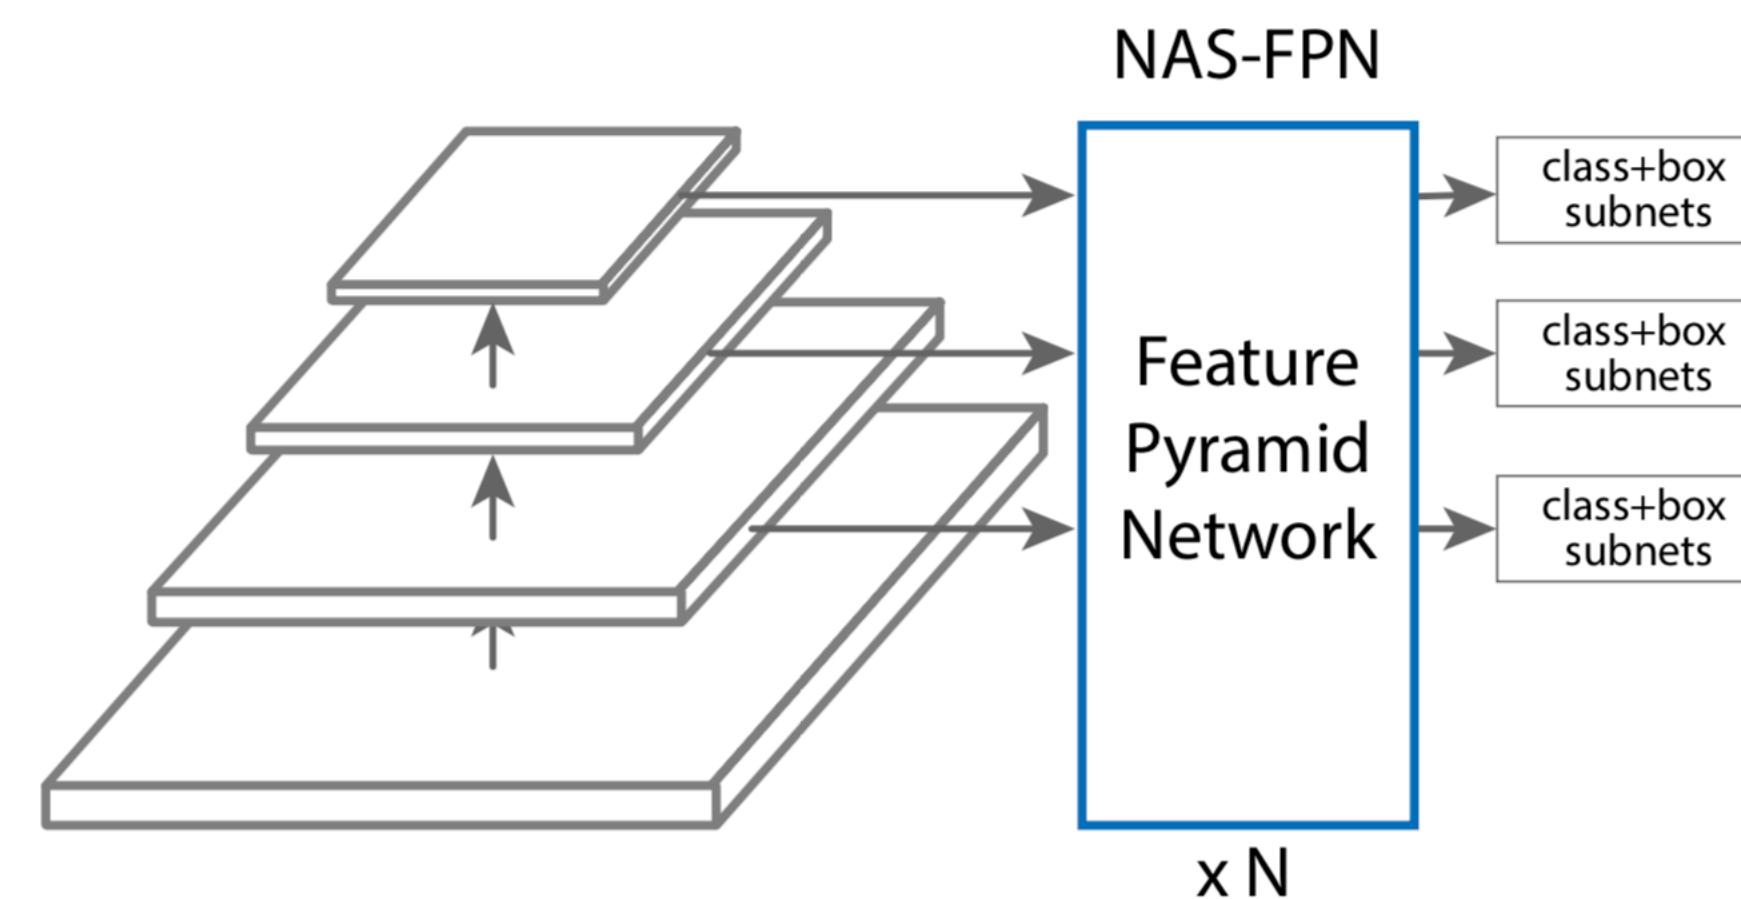 NAS-FPN
class+box
subnets
class+box
subnets
Feature
Pyramid
Network
class+box
subnets
x N